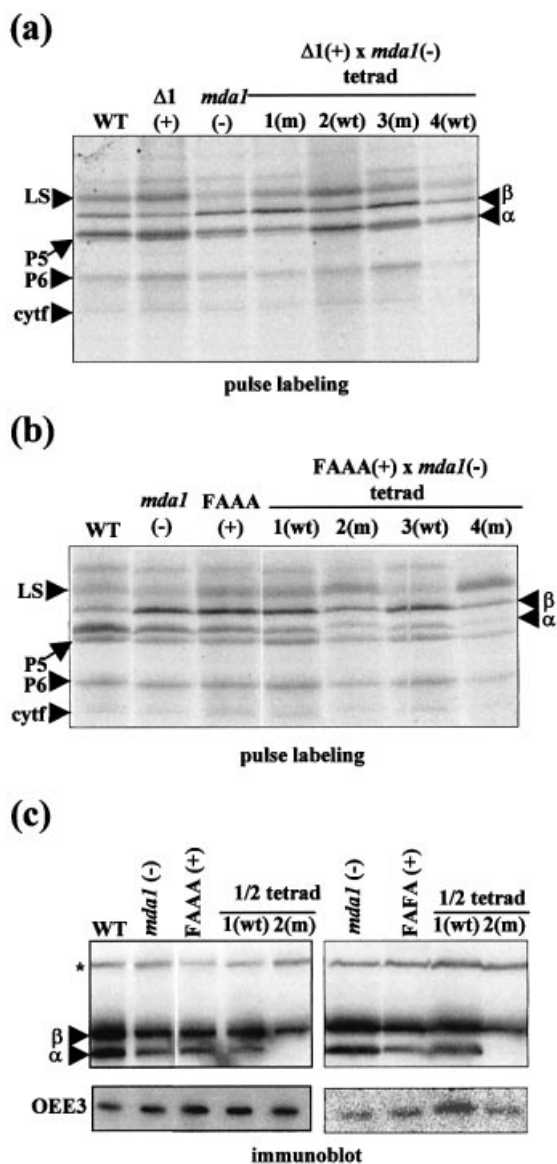 (a)
Δ1(+) x mda1(-)
tetrad
WT Δ1 (+) mda1 (-) 1(m) 2(wt) 3(m) 4(wt)
LS
β
α
P5
P6
cytf
pulse labeling
(b)
FAAA(+) x mda1(-)
tetrad
WT mda1 (-) FAAA (+) 1(wt) 2(m) 3(wt) 4(m)
LS
β
α
P5
P6
cytf
pulse labeling
(c)
WT mda1 (-) FAAA (+) 1/2 tetrad 1(wt) 2(m)
mda1 (-) FAFA (+) 1/2 tetrad 1(wt) 2(m)
*
β
α
OEE3
immunoblot